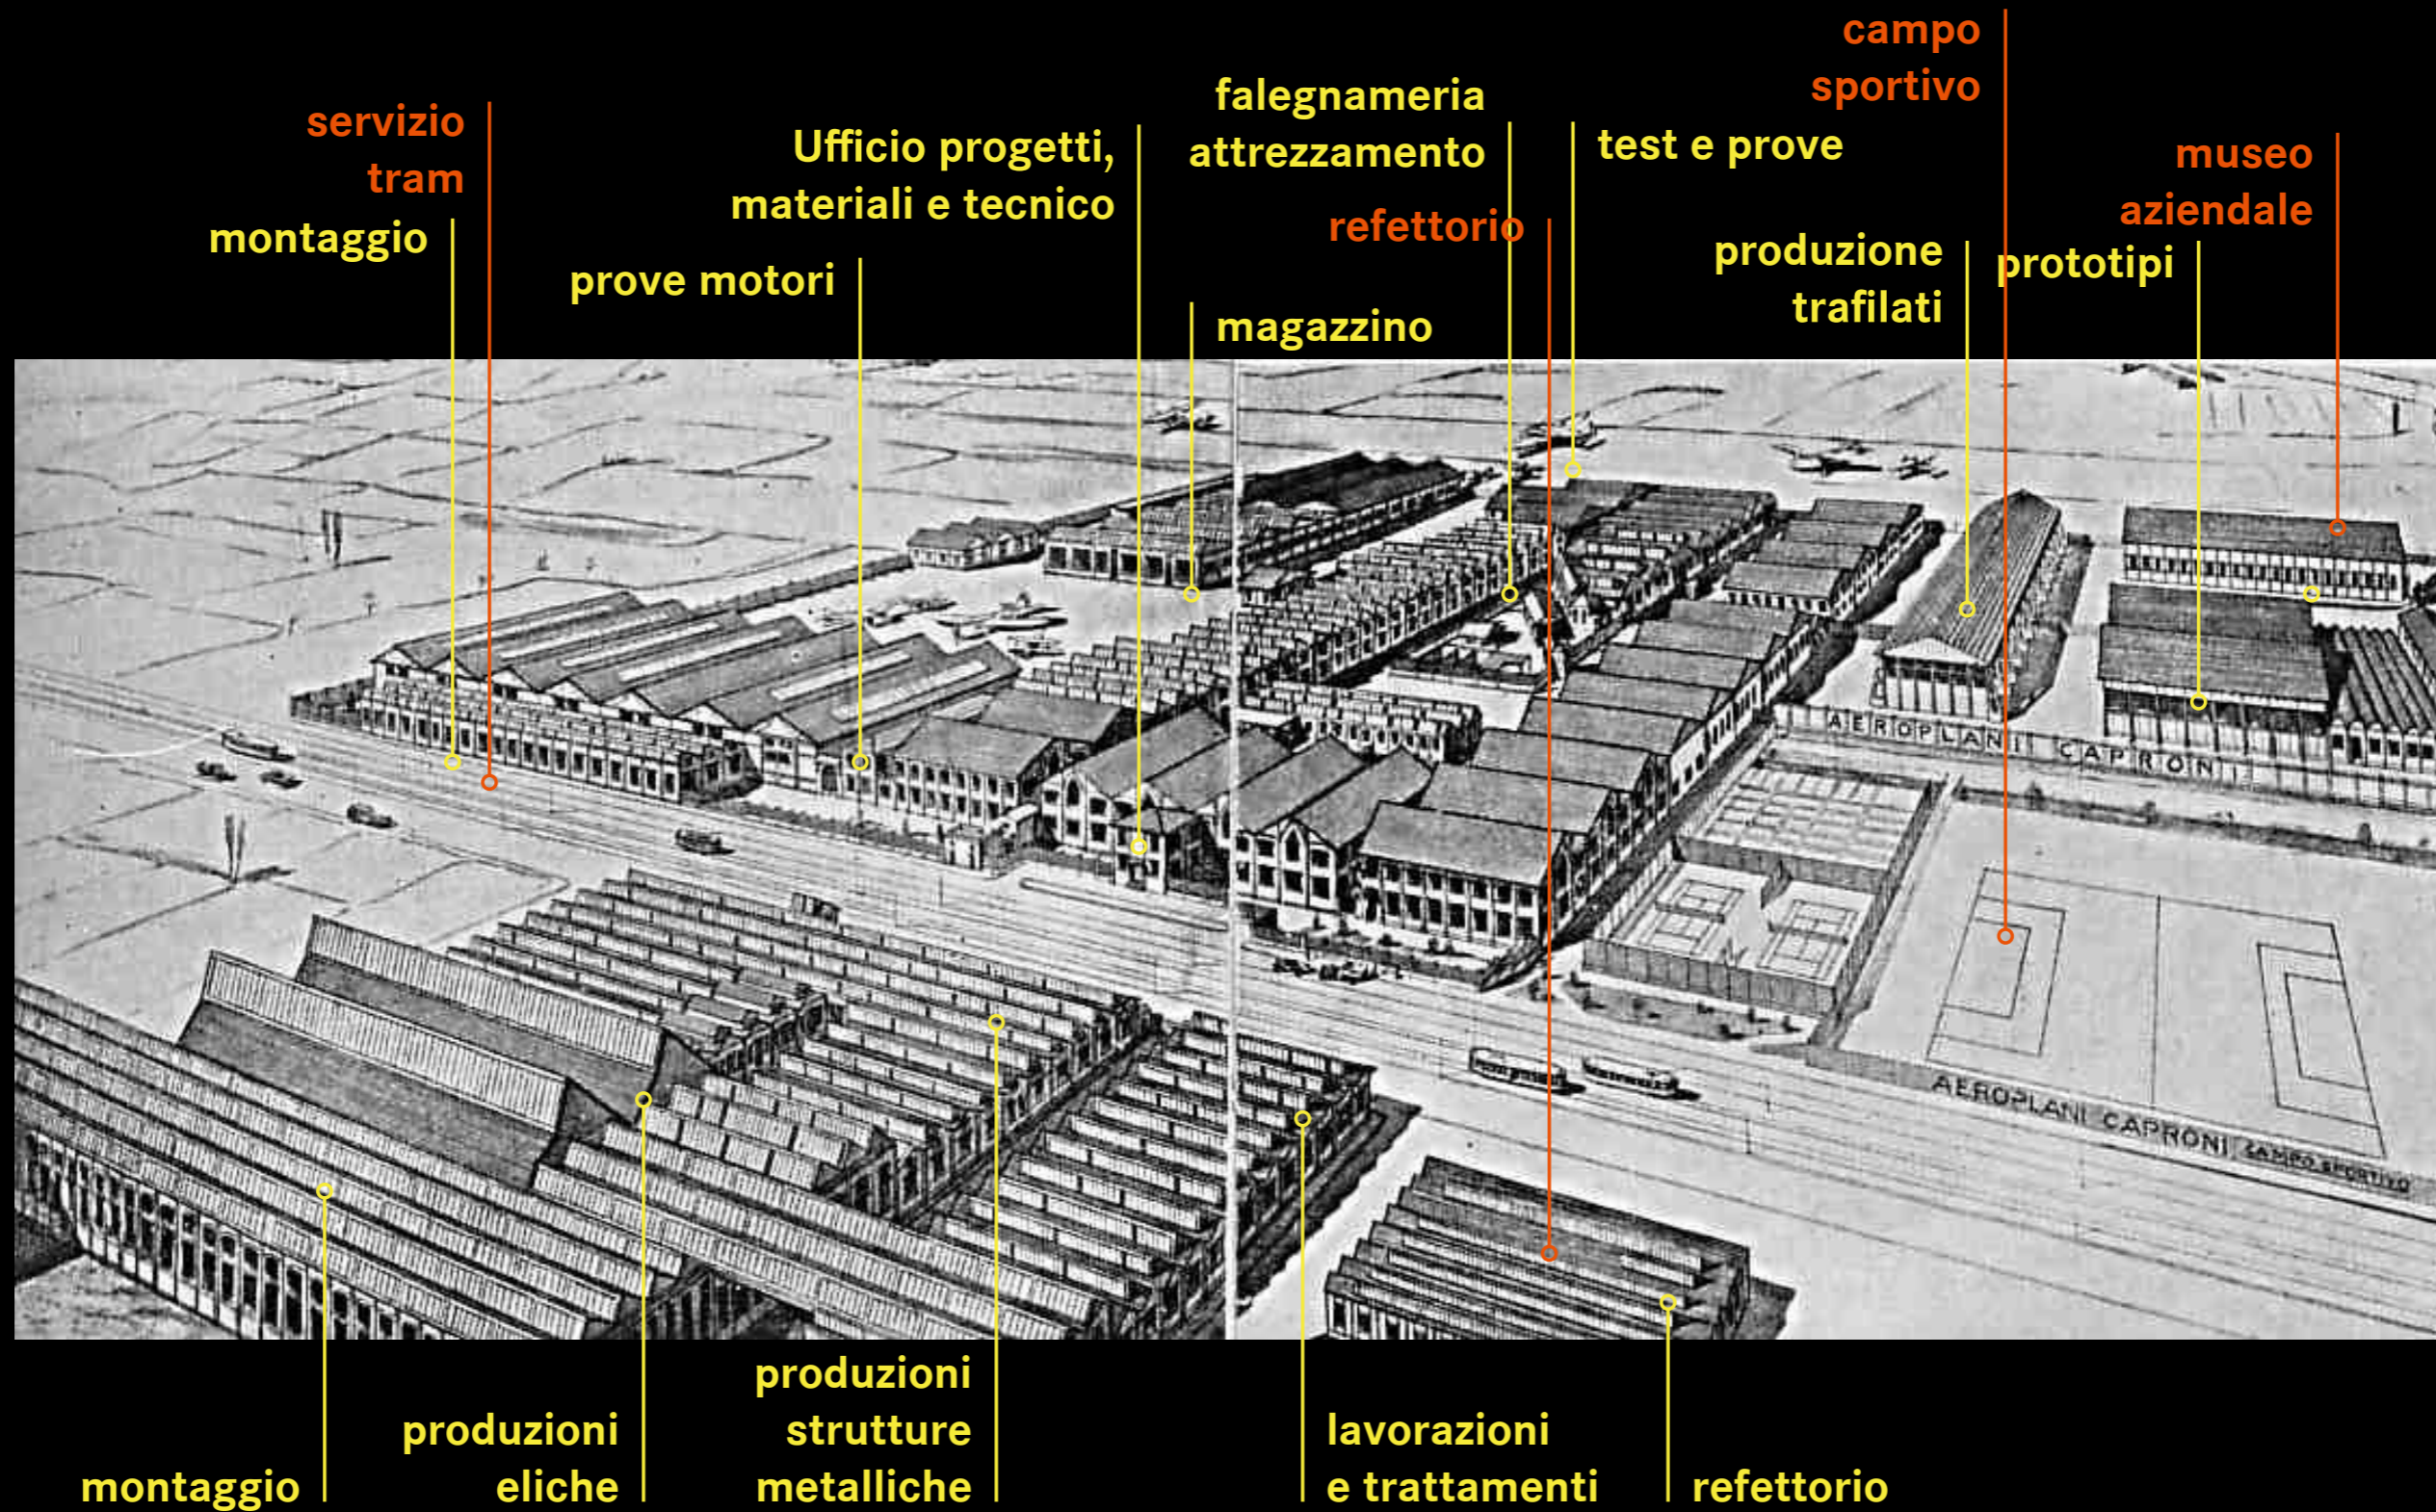 campo
sportivo
servizio
tram
falegnameria
attrezzamento
Ufficio progetti,
materiali e tecnico
test e prove
museo
aziendale
refettorio
montaggio
prove motori
produzione
trafilati
prototipi
magazzino
AEROPLANI CAPRONI
AEROPLANI CAPRONI CAMPO SPORTIVO
produzioni
strutture
metalliche
produzioni
eliche
lavorazioni
e trattamenti
montaggio
refettorio